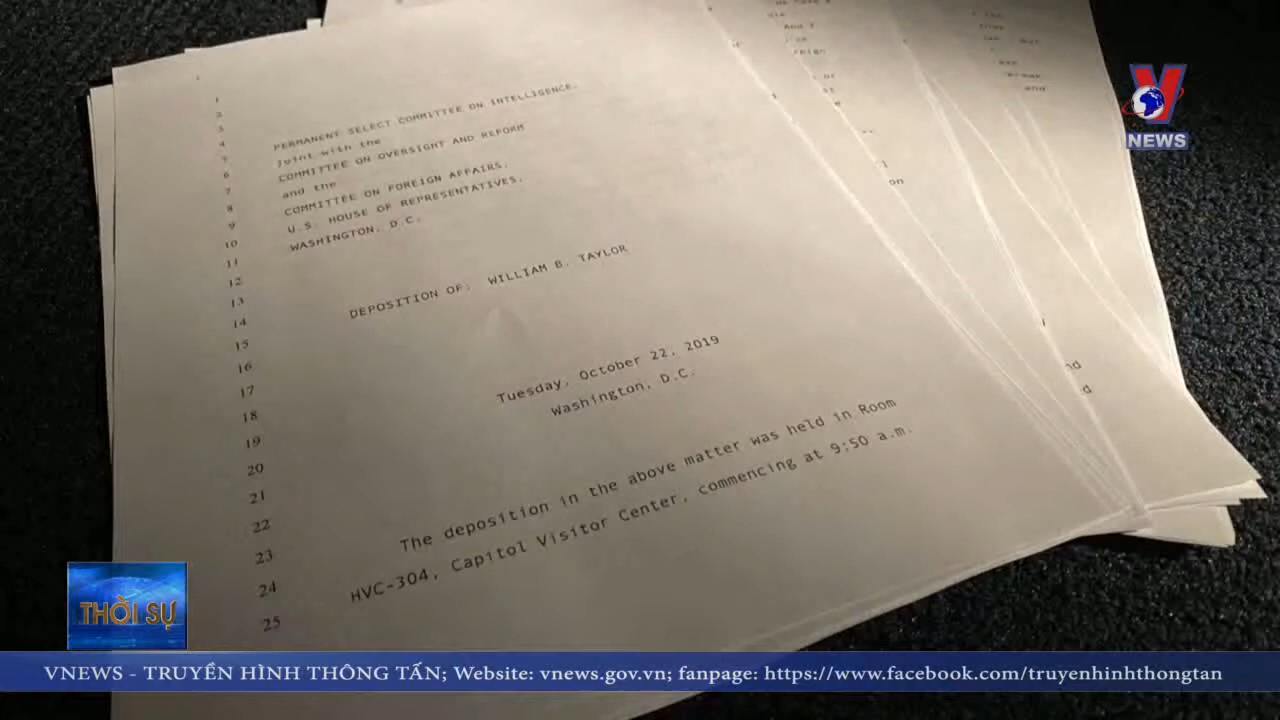 1
2
3
4
5
6
7
8
9
10
11
12
13
14
15
16
17
18
19
20
21
22
23
24
25
PERMANENT SELECT COMMITTEE ON INTELLIGENCE,
joint with the
COMMITTEE ON OVERSIGHT AND REFORM
and the
COMMITTEE ON FOREIGN AFFAIRS,
U.S. HOUSE OF REPRESENTATIVES,
WASHINGTON, D.C.
DEPOSITION OF: WILLIAM B. TAYLOR
Tuesday, October 22, 2019
Washington, D.C.
The deposition in the above matter was held in Room
HVC-304, Capitol Visitor Center, commencing at 9:50 a.m.
V
NEWS
THỜI SỰ
VNEWS - TRUYỀN HÌNH THÔNG TẤN; Website: vnews.gov.vn; fanpage: https://www.facebook.com/truyenhinhthongtan